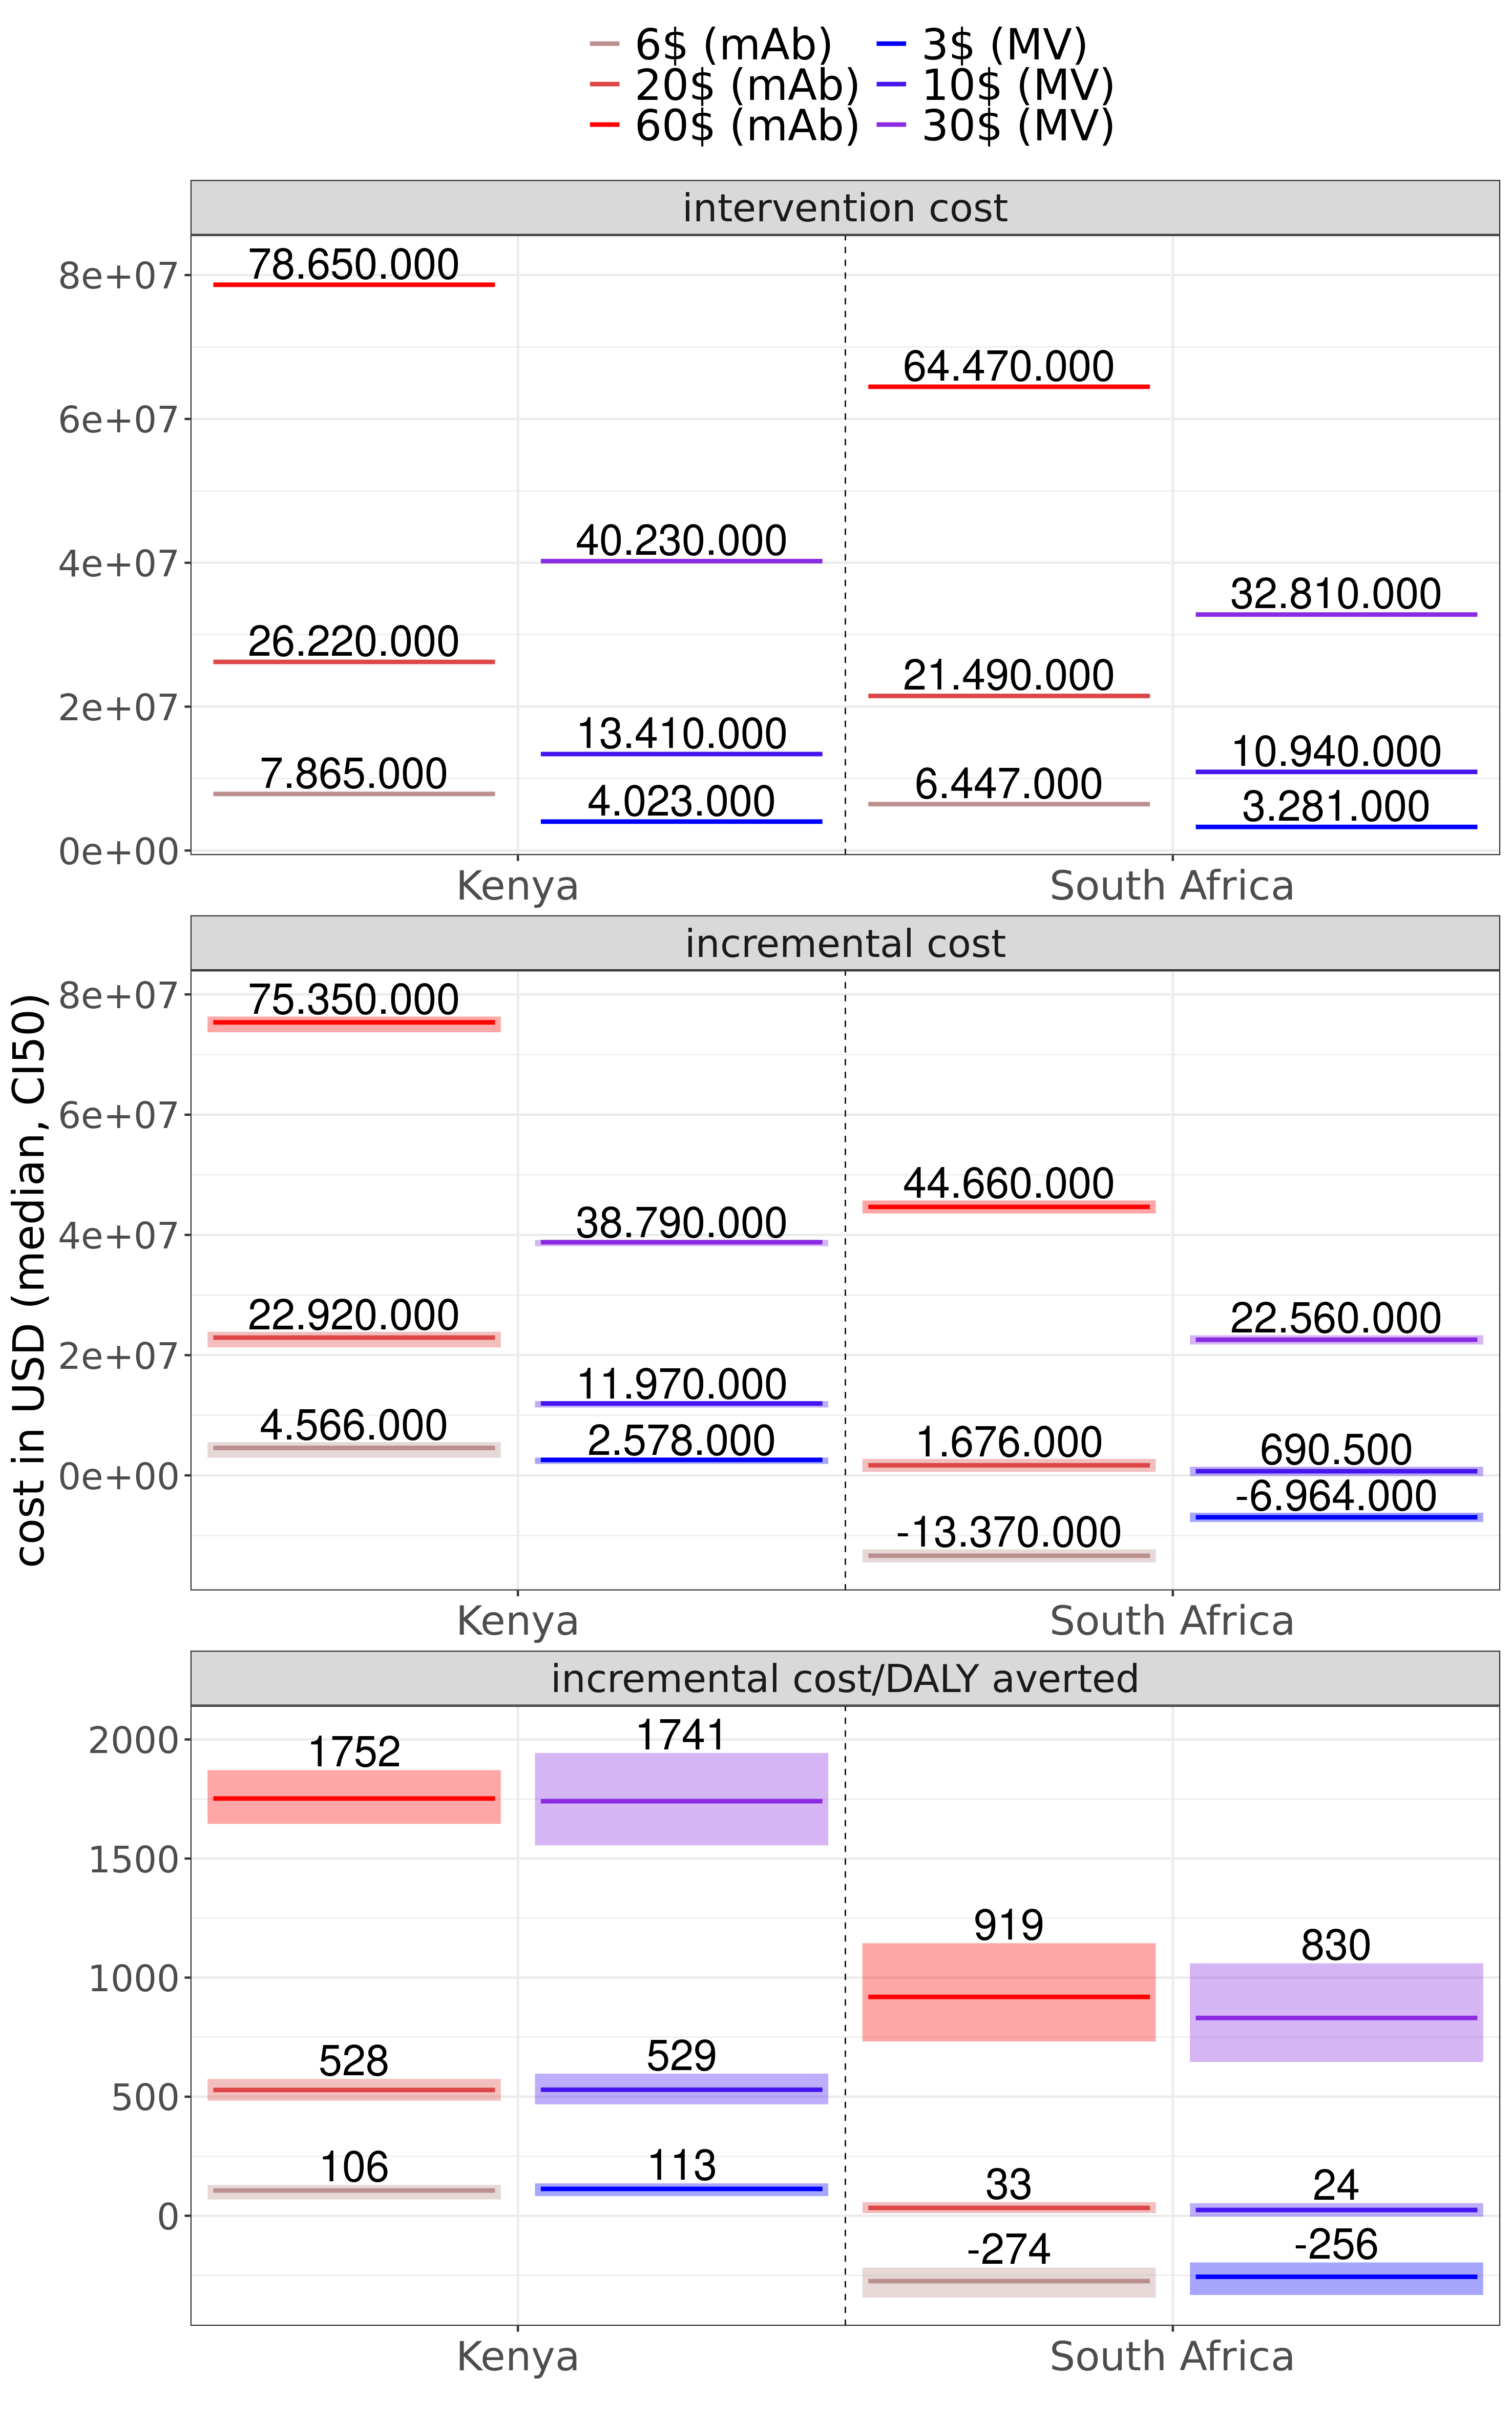 6$ (mAb) 3$ (MV)
20$ (mAb) 10$ (MV)
60$ (mAb) 30$ (MV)
cost in USD (median, CI50)
intervention cost
8e+07
6e+07
4e+07
2e+07
0e+00
78.650.000
64.470.000
40.230.000
32.810.000
26.220.000
21.490.000
13.410.000
10.940.000
7.865.000
6.447.000
4.023.000
3.281.000
Kenya South Africa
incremental cost
8e+07
6e+07
4e+07
2e+07
0e+00
75.350.000
44.660.000
38.790.000
22.560.000
22.920.000
11.970.000
4.566.000
2.578.000
1.676.000
690.500
-6.964.000
-13.370.000
Kenya South Africa
incremental cost/DALY averted
2000
1500
1000
500
0
1752
1741
919
830
528
529
106
113
33
24
-274
-256
Kenya South Africa